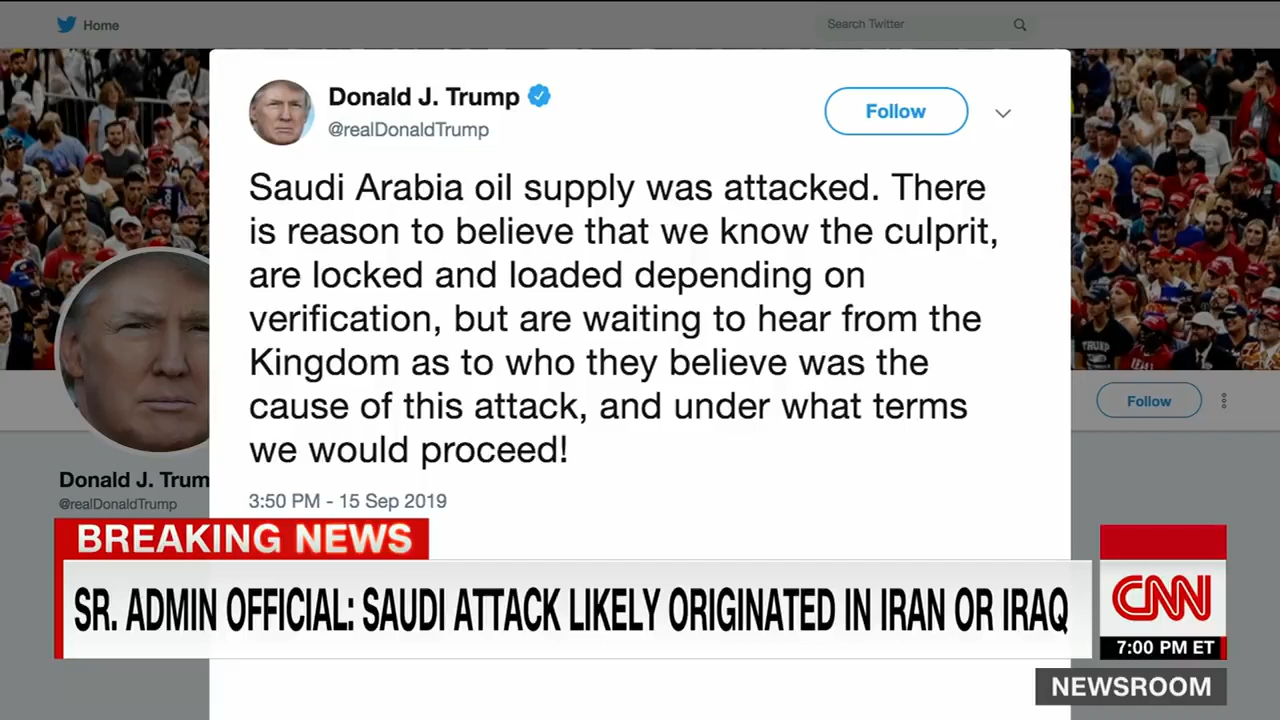 Home
Search Twitter
Donald J. Trump
@realDonaldTrump
Follow
Saudi Arabia oil supply was attacked. There
is reason to believe that we know the culprit,
are locked and loaded depending on
verification, but are waiting to hear from the
Kingdom as to who they believe was the
cause of this attack, and under what terms
we would proceed!
3:50 PM - 15 Sep 2019
TRUMP
Follow
Donald J. Trum
@realDonaldTrump
BREAKING NEWS
SR. ADMIN OFFICIAL: SAUDI ATTACK LIKELY ORIGINATED IN IRAN OR IRAQ
CNN
7:00 PM ET
NEWSROOM